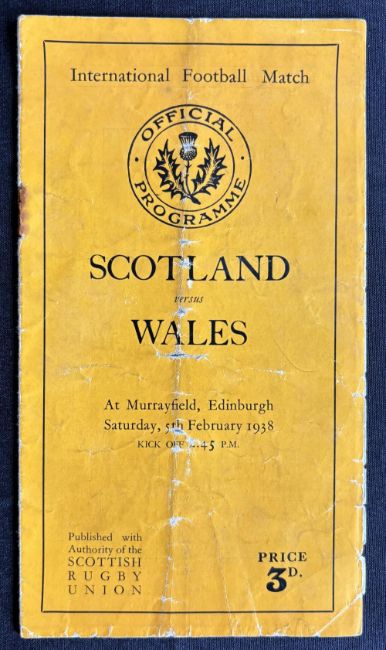 International Football Match
OFFICIAL
PROGRAMME
SCOTLAND
versus
WALES
At Murrayfield, Edinburgh
Saturday, 5th February 1938
KICK OFF .45 P.M.
Published with
Authority of the
SCOTTISH
RUGBY
UNION
PRICE
3D.